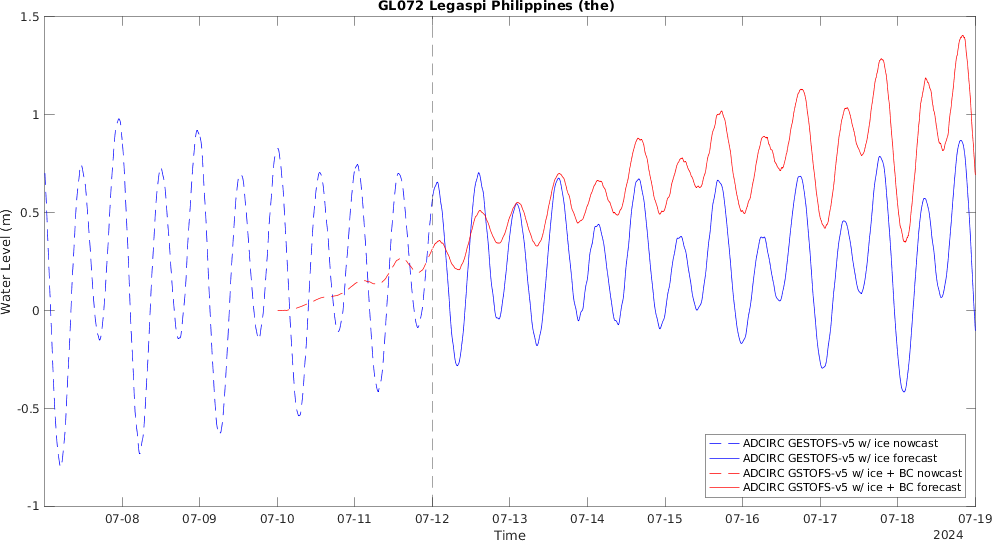 GL072 Legaspi Philippines (the)
1.5
1
0.5
0
-0.5
-1
Water Level (m)
07-08 07-09 07-10 07-11 07-12 07-13 07-14 07-15 07-16 07-17 07-18 07-19
Time
2024
ADCIRC GESTOFS-v5 w/ ice nowcast
ADCIRC GESTOFS-v5 w/ ice forecast
ADCIRC GSTOFS-v5 w/ ice + BC nowcast
ADCIRC GSTOFS-v5 w/ ice + BC forecast